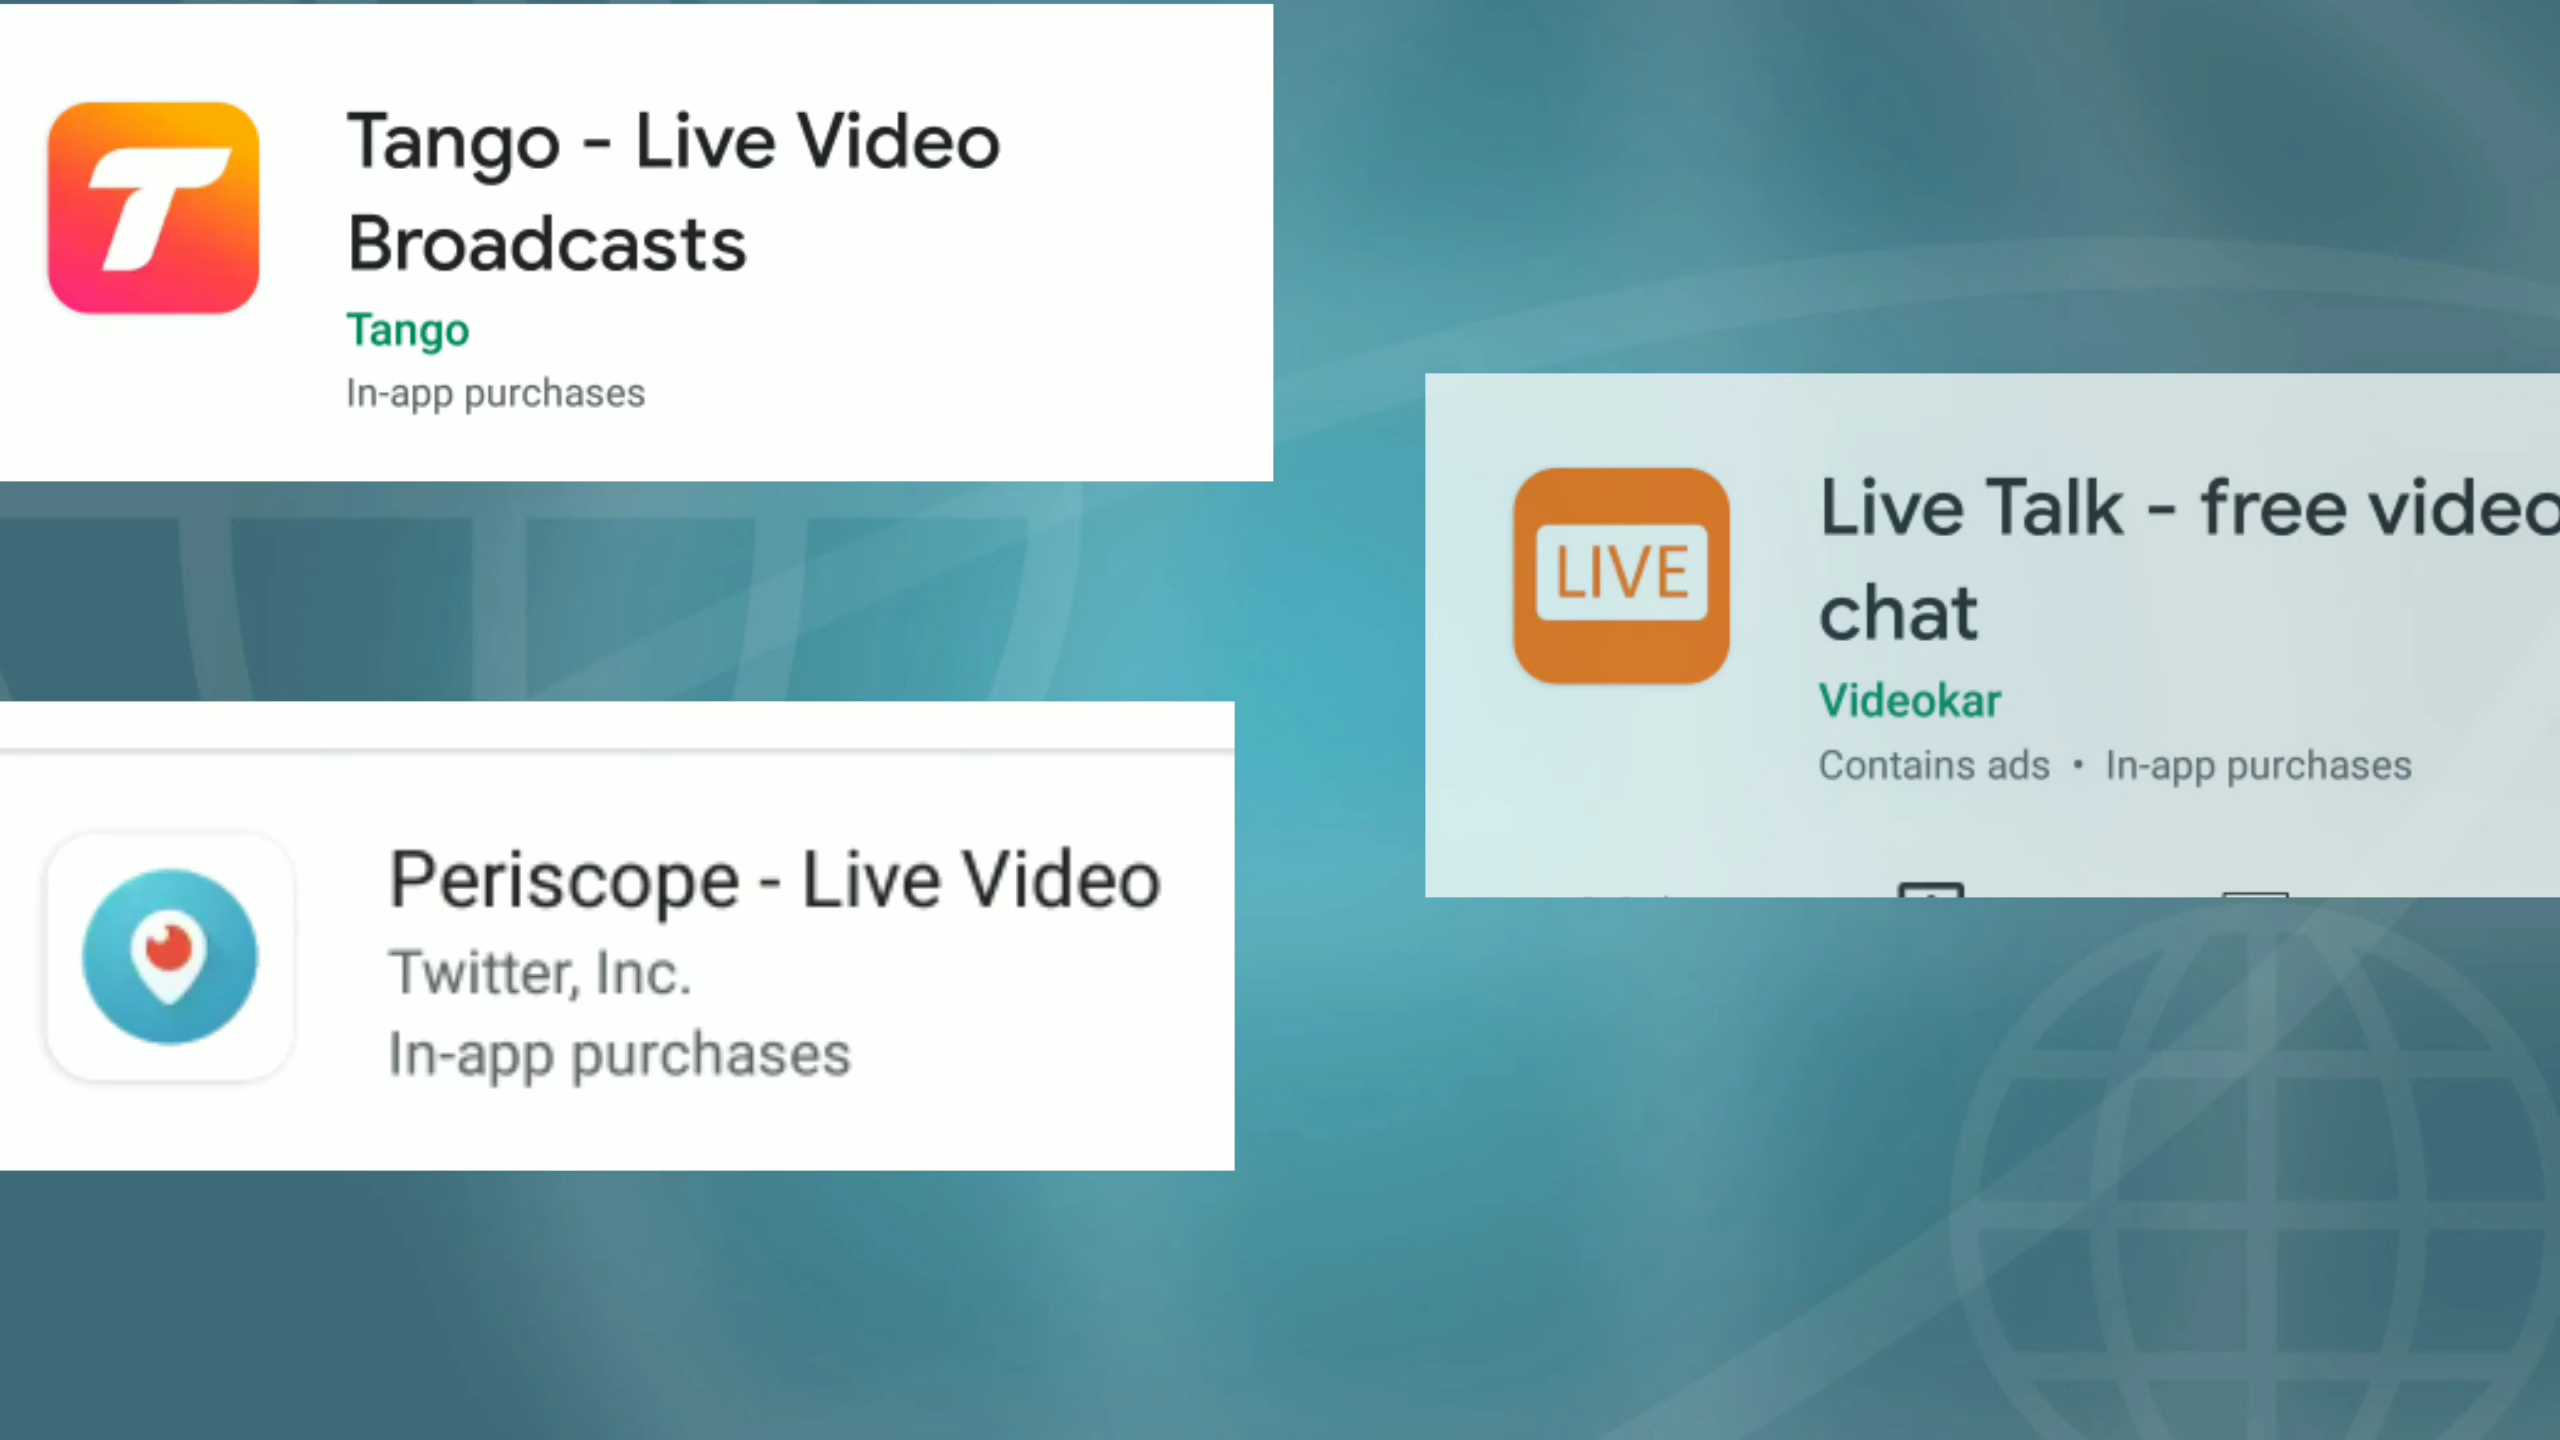 T
Tango - Live Video
Broadcasts
Tango
In-app purchases
LIVE
Live Talk - free video
chat
Videokar
Contains ads • In-app purchases
Periscope - Live Video
Twitter, Inc.
In-app purchases